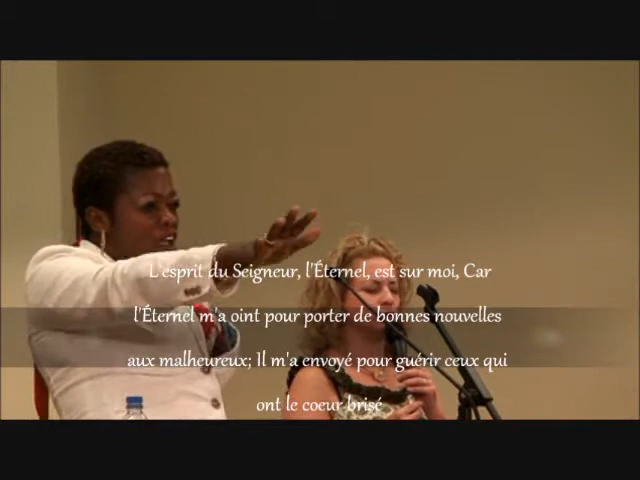 L'esprit du Seigneur, l'Éternel, est sur moi, Car
l'Éternel m'a oint pour porter de bonnes nouvelles
aux malheureux; Il m'a envoyé pour guérir ceux qui
ont le coeur brisé